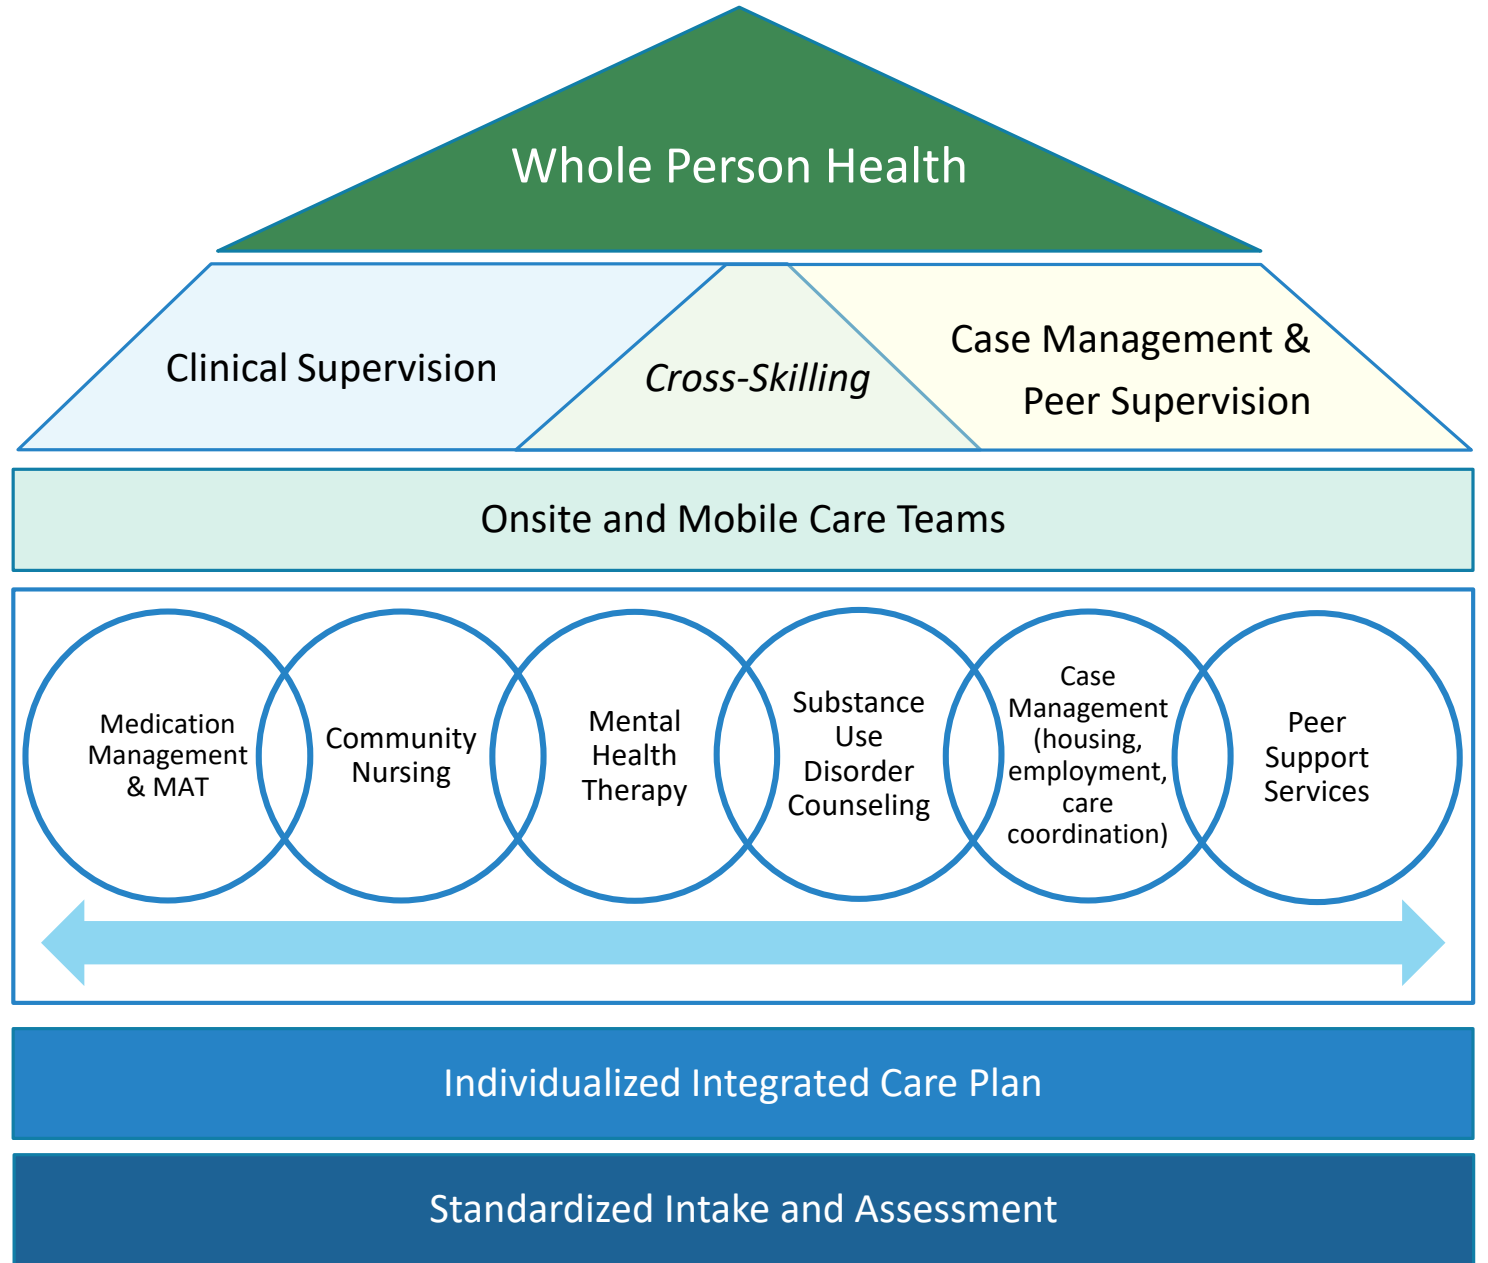 Whole Person Health
Clinical Supervision
Cross-Skilling
Case Management &
Peer Supervision
Onsite and Mobile Care Teams
Medication
Management
& MAT
Community
Nursing
Mental
Health
Therapy
Substance
Use
Disorder
Counseling
Case
Management
(housing,
employment,
care
coordination)
Peer
Support
Services
Individualized Integrated Care Plan
Standardized Intake and Assessment